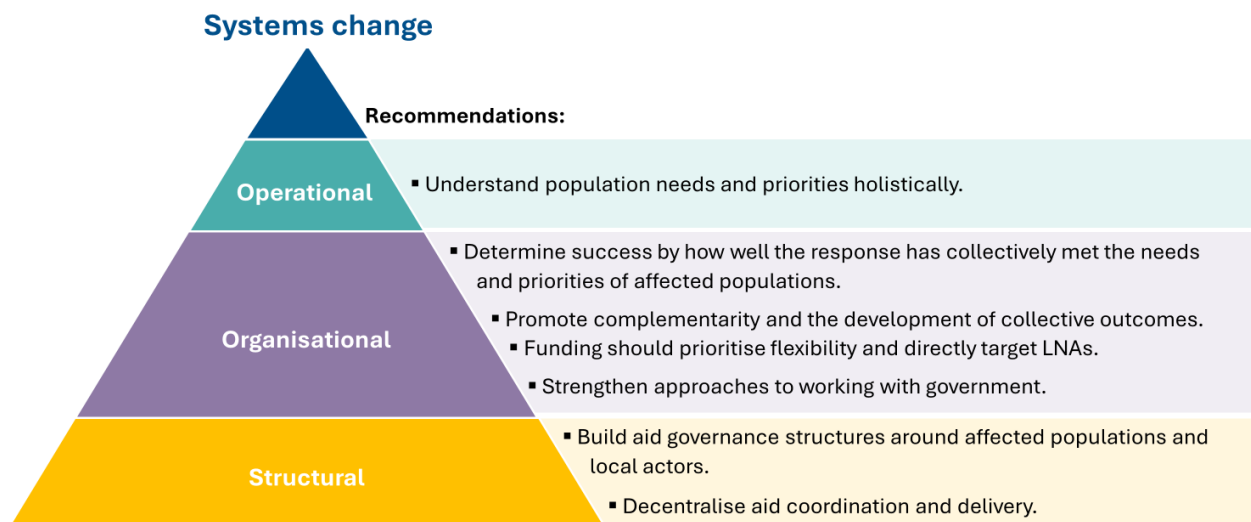 Systems change
Recommendations:
Operational
▪ Understand population needs and priorities holistically.
Organisational
▪ Determine success by how well the response has collectively met the needs
and priorities of affected populations.
▪ Promote complementarity and the development of collective outcomes.
▪ Funding should prioritise flexibility and directly target LNAs.
▪ Strengthen approaches to working with government.
Structural
▪ Build aid governance structures around affected populations and
local actors.
▪ Decentralise aid coordination and delivery.